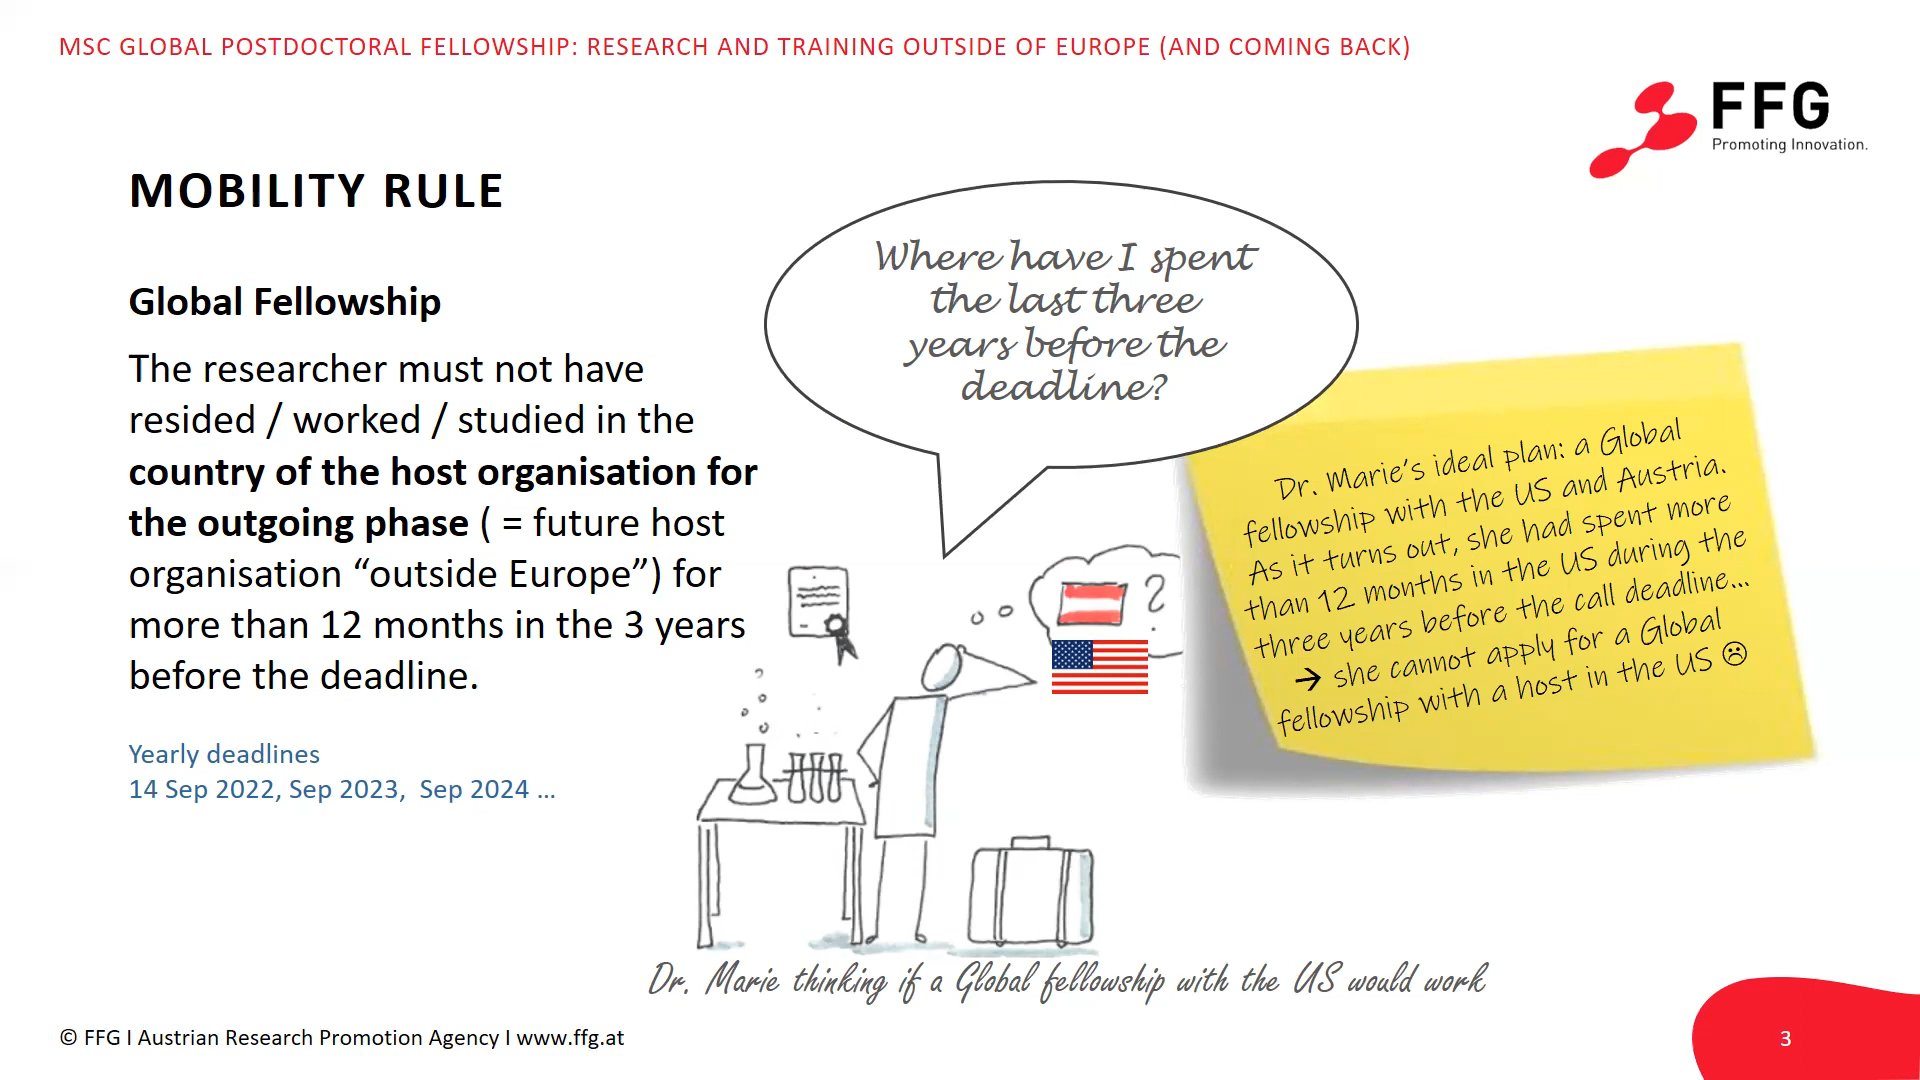 MSC GLOBAL POSTDOCTORAL FELLOWSHIP: RESEARCH AND TRAINING OUTSIDE OF EUROPE (AND COMING BACK)
FFG
Promoting Innovation.
MOBILITY RULE
Global Fellowship
The researcher must not have
resided / worked / studied in the
country of the host organisation for
the outgoing phase ( = future host
organisation “outside Europe”) for
more than 12 months in the 3 years
before the deadline.
Yearly deadlines
14 Sep 2022, Sep 2023,  Sep 2024 ...
Where have I spent
the last three
years before the
deadline?
?
Dr. Marie's ideal plan: a Global
fellowship with the US and Austria.
As it turns out, she had spent more
than 12 months in the US during the
three years before the call deadline...
→ she cannot apply for a Global
fellowship with a host in the US ☹
Dr. Marie thinking if a Global fellowship with the US would work
© FFG I Austrian Research Promotion Agency I www.ffg.at
3